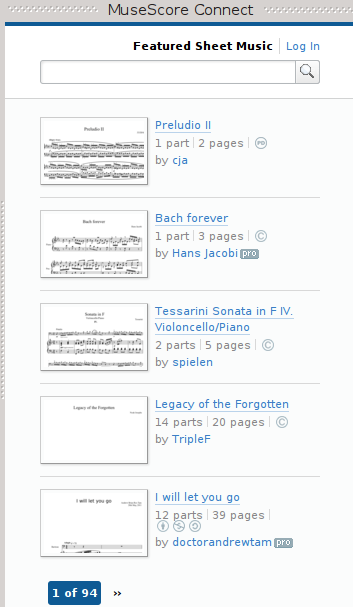 MuseScore Connect
Featured Sheet Music | Log In
Preludio II
1 part | 2 pages | PD
by cja
Bach forever
1 part | 3 pages | ©
by Hans Jacobi pro
Tessarini Sonata in F IV.
Violoncello/Piano
2 parts | 5 pages | ©
by spielen
Legacy of the Forgotten
14 parts | 20 pages | ©
by TripleF
I will let you go
12 parts | 39 pages |
by doctorandrewtam pro
Preludio II
Bach forever
Sonata in F
Legacy of the Forgotten
I will let you go
1 of 94 »